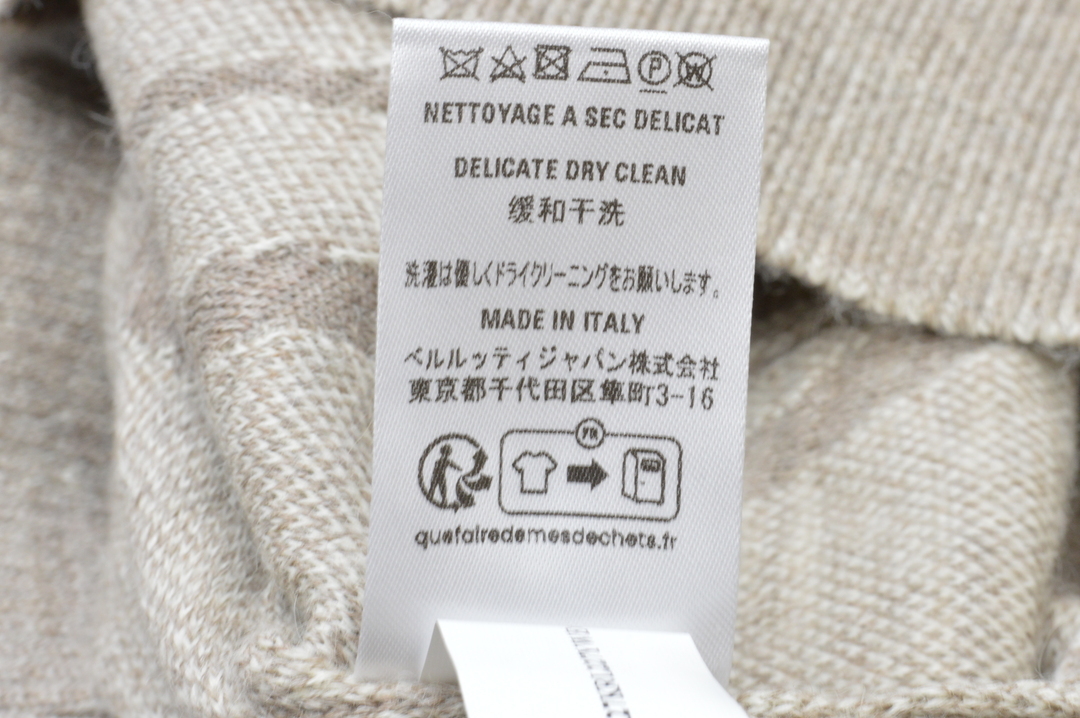 NETTOYAGE A SEC DELICAT
DELICATE DRY CLEAN
缓和干洗
洗濯は優しくドライクリーニングをお願いします。
MADE IN ITALY
ベルルッティジャパン株式会社
東京都千代田区隼町3-16
FR
quefairedemesdechets.fr